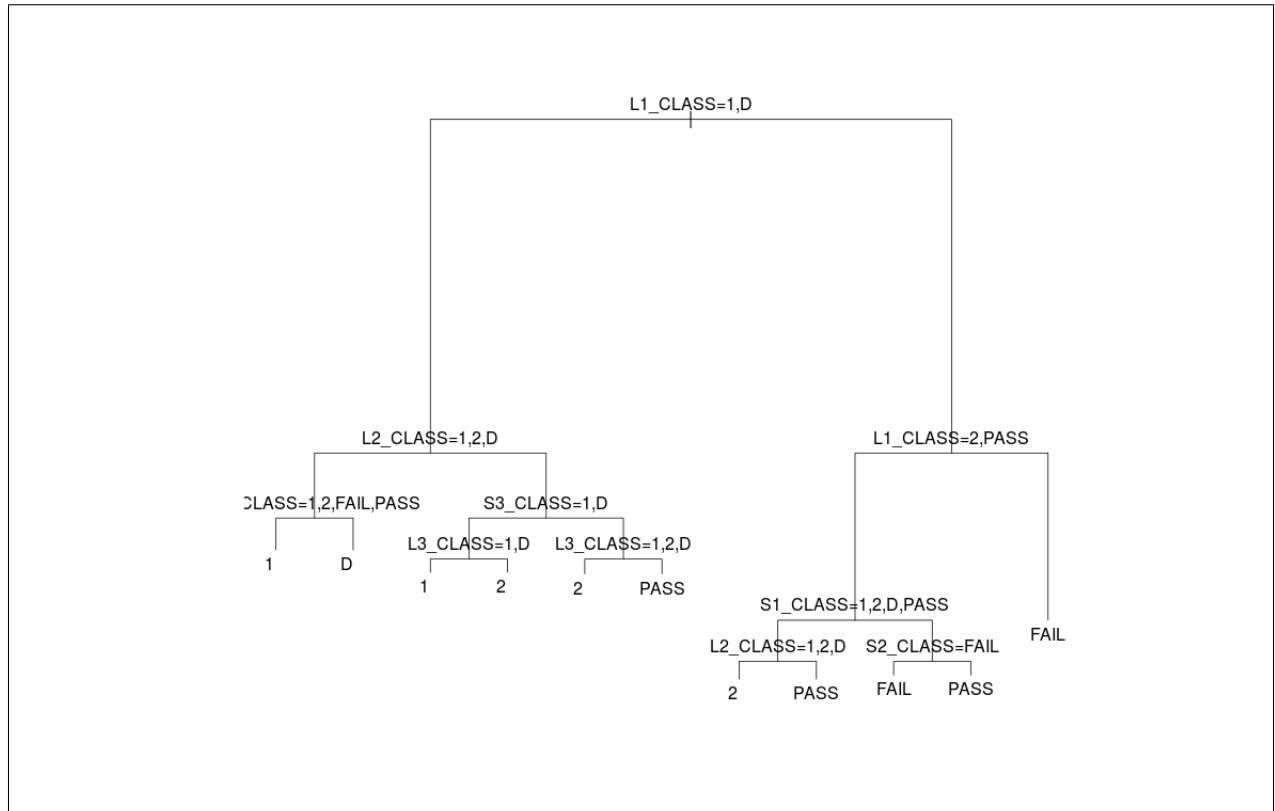 L1_CLASS=1,D
L2_CLASS=1,2,D
L1_CLASS=2,PASS
CLASS=1,2,FAIL,PASS
S3_CLASS=1,D
L3_CLASS=1,D
L3_CLASS=1,2,D
1
D
1
2
2
PASS
S1_CLASS=1,2,D,PASS
FAIL
L2_CLASS=1,2,D
S2_CLASS=FAIL
2
PASS
FAIL
PASS